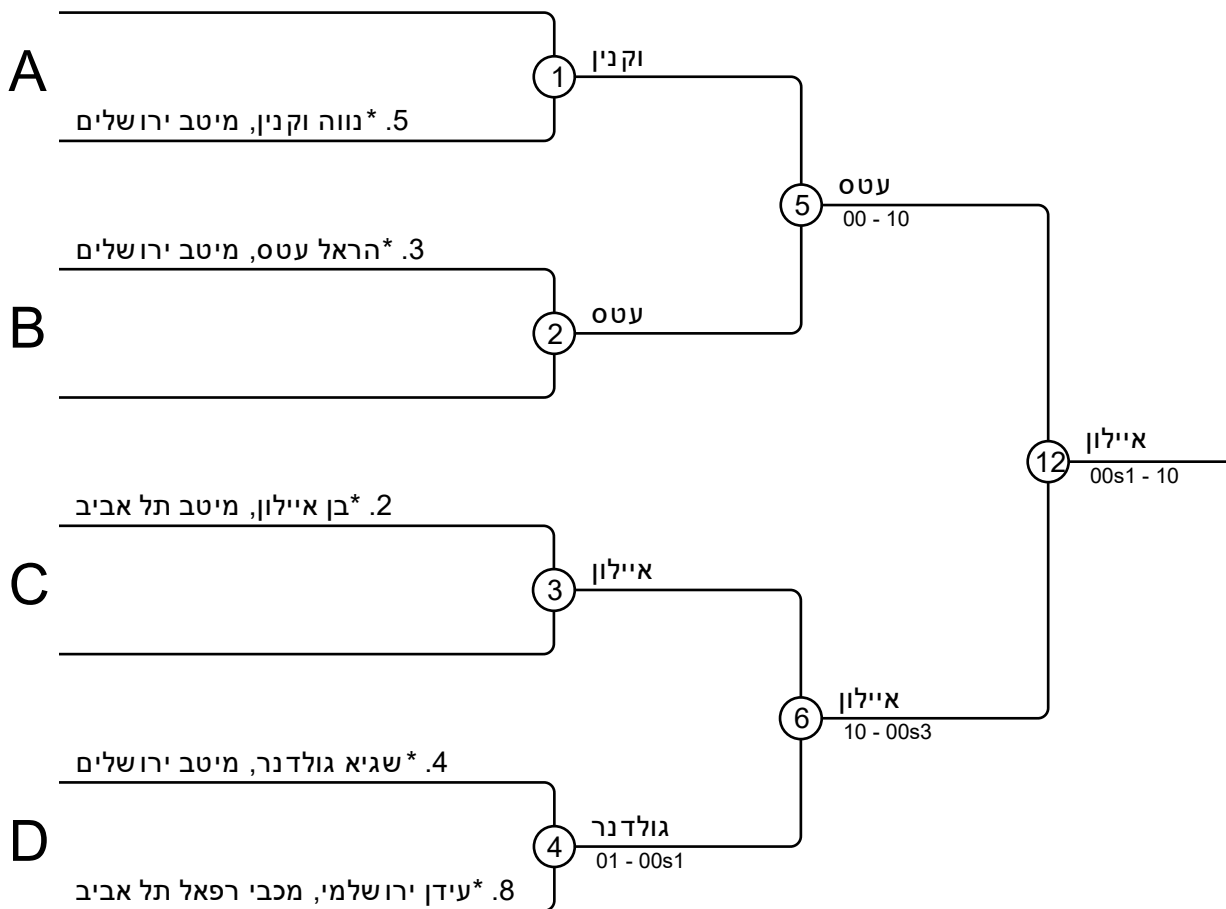 וקנין
A
1
5. *נווה וקנין, מיטב ירושלים
עטס
5
00 - 10
3. *הראל עטס, מיטב ירושלים
B
עטס
2
איילון
12
00s1 - 10
2. *בן איילון, מיטב תל אביב
C
איילון
3
איילון
6
10 - 00s3
4. *שגיא גולדנר, מיטב ירושלים
D
גולדנר
4
01 - 00s1
8. *עידן ירושלמי, מכבי רפאל תל אביב